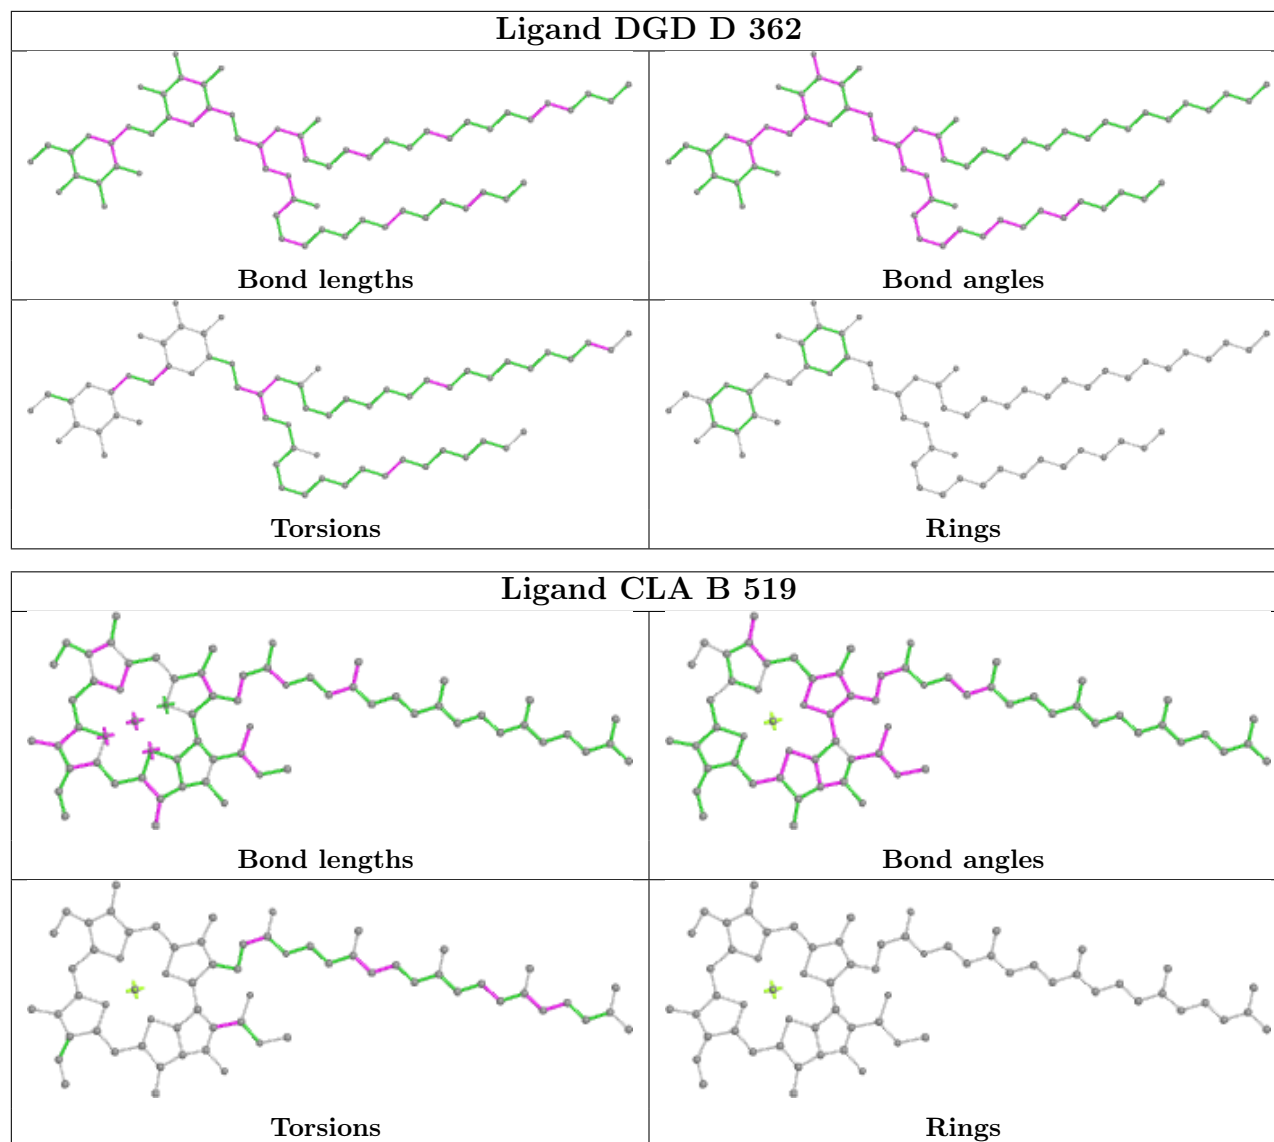 Ligand DGD D 362
Bond lengths
Bond angles
Torsions
Rings
Ligand CLA B 519
Bond lengths
Bond angles
Torsions
Rings